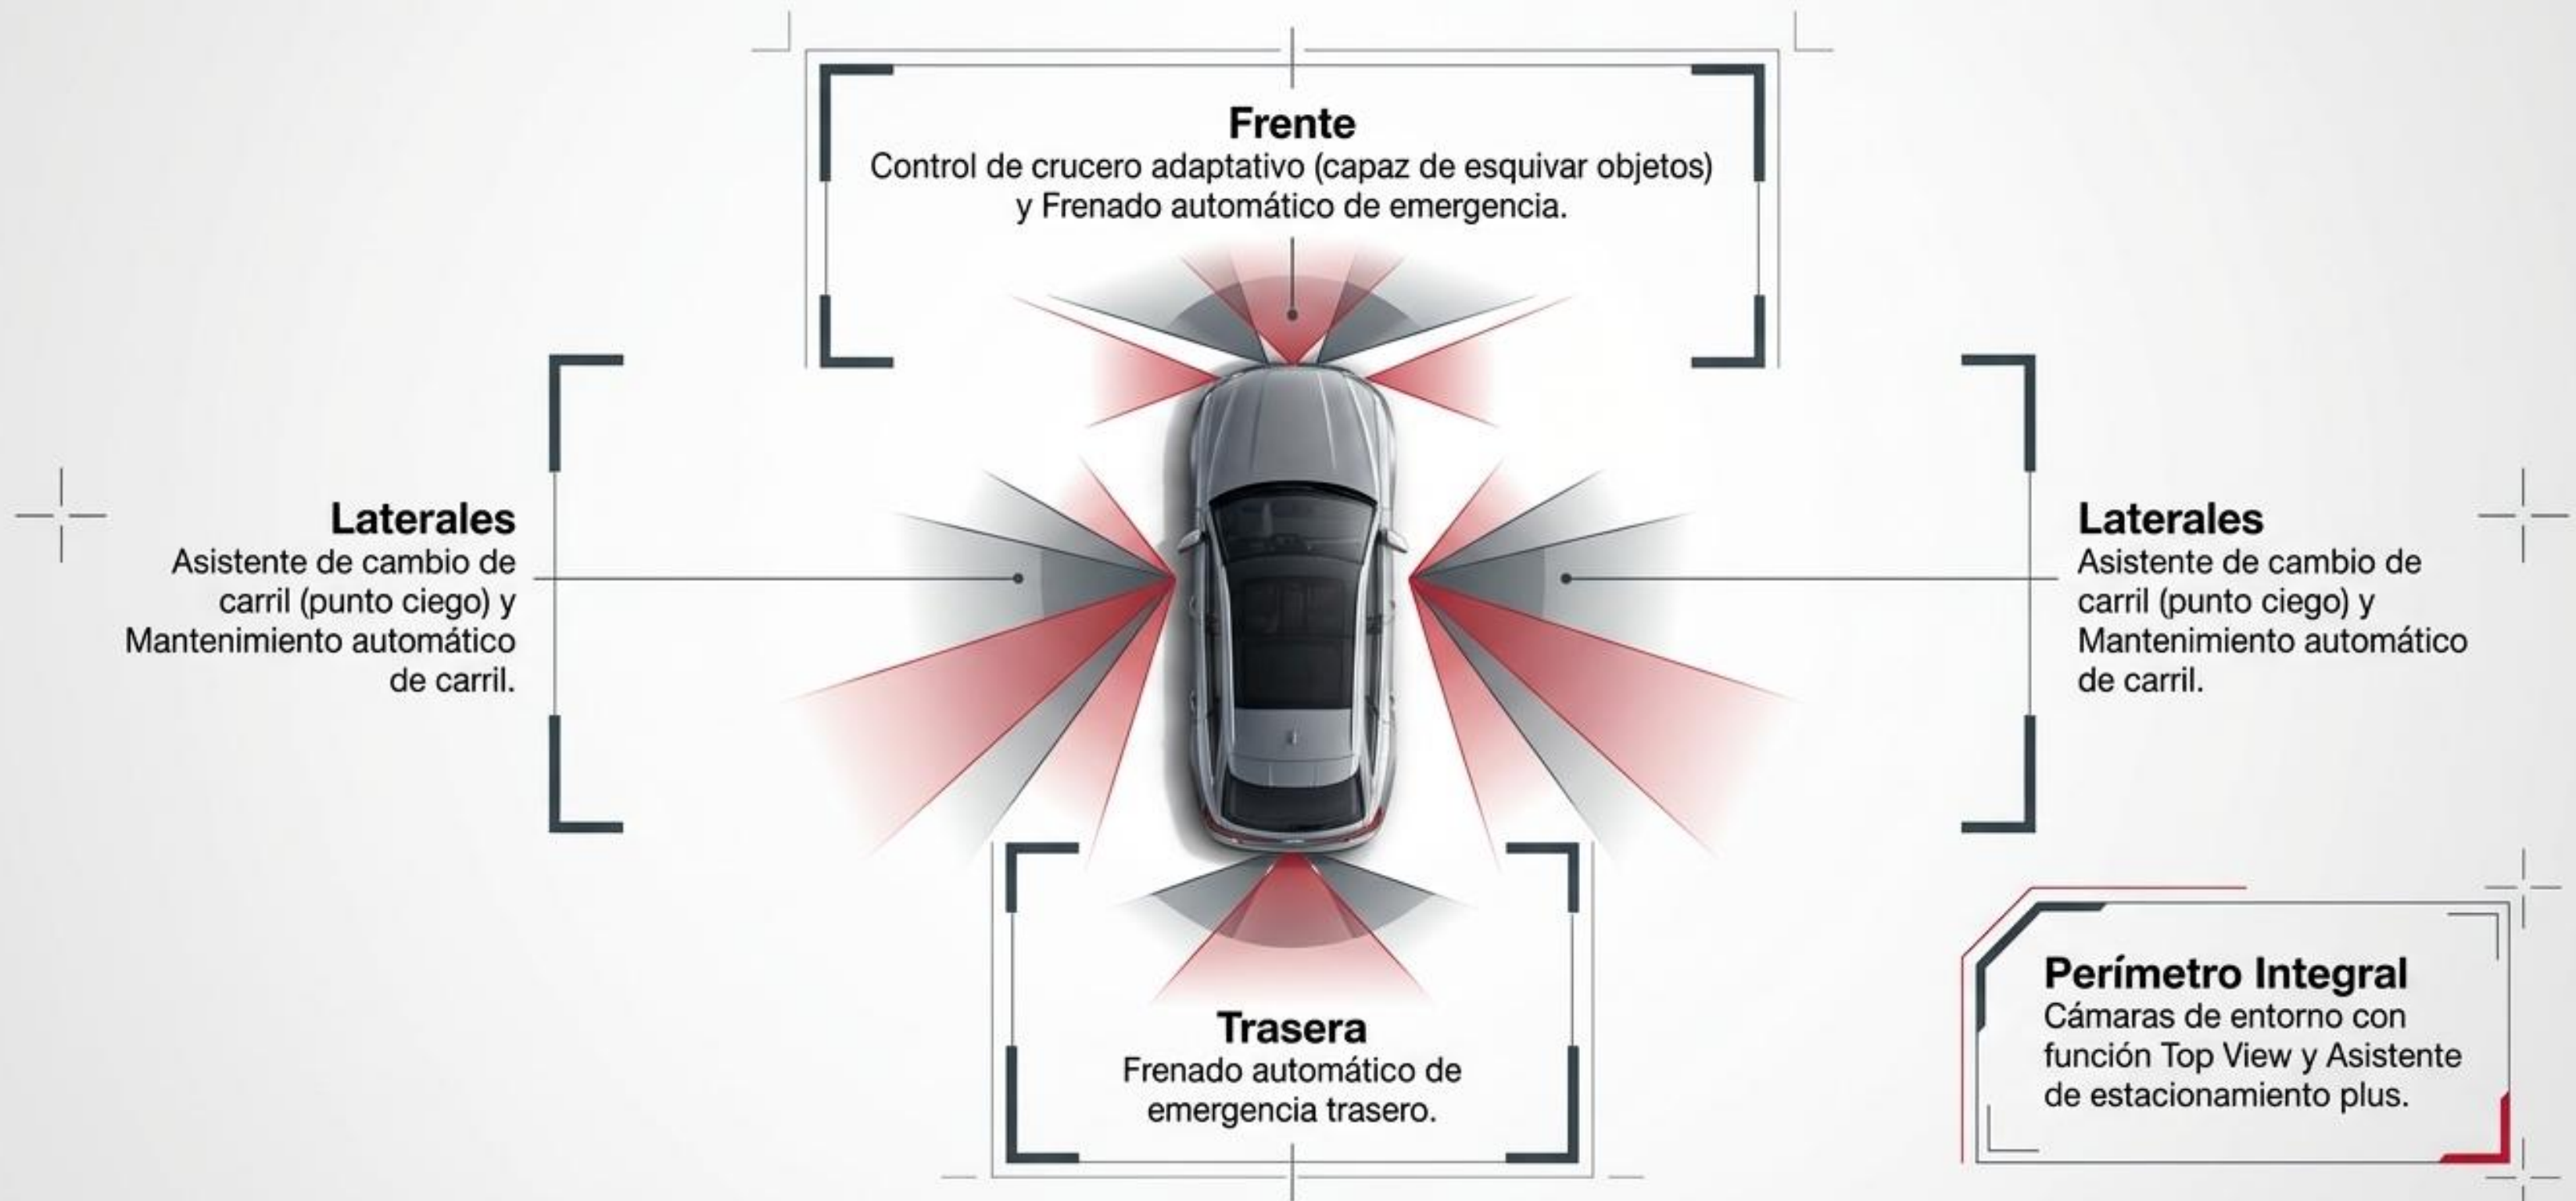 Frente
Control de crucero adaptativo (capaz de esquivar objetos)
y Frenado automático de emergencia.
Laterales
Asistente de cambio de
carril (punto ciego) y
Mantenimiento automático
de carril.
Laterales
Asistente de cambio de
carril (punto ciego) y
Mantenimiento automático
de carril.
Trasera
Frenado automático de
emergencia trasero.
Perímetro Integral
Cámaras de entorno con
función Top View y Asistente
de estacionamiento plus.